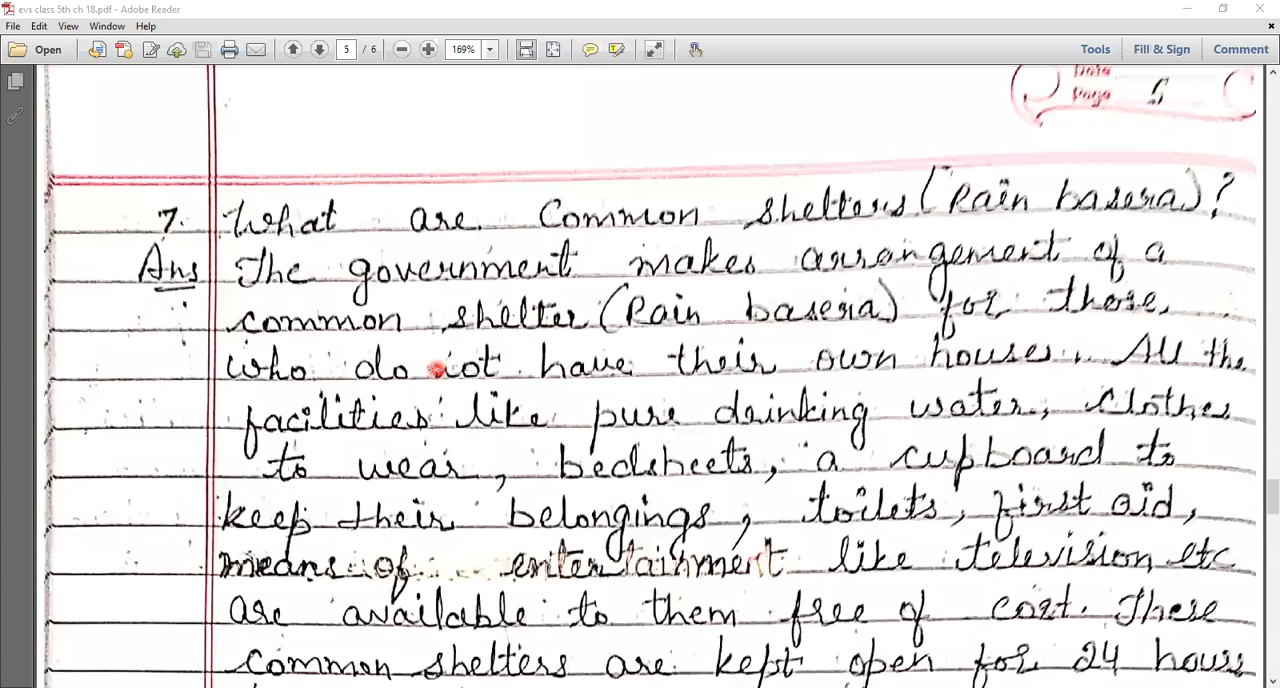 evs class 5th ch 18.pdf - Adobe Reader
File Edit View Window Help
Open 5 / 6 169% Tools Fill & Sign Comment
Date
Page 5
7. What are Common shelters (Rain basera)?
Ans The government makes arrangement of a
common shelter (Rain basera) for those,
who do not have their own houses. All the
facilities like pure drinking water, clothes
to wear, bedsheets, a cupboard to
keep their belongings, toilets, first aid,
means of entertainment like television etc
are available to them free of cost. These
common shelters are kept open for 24 hours